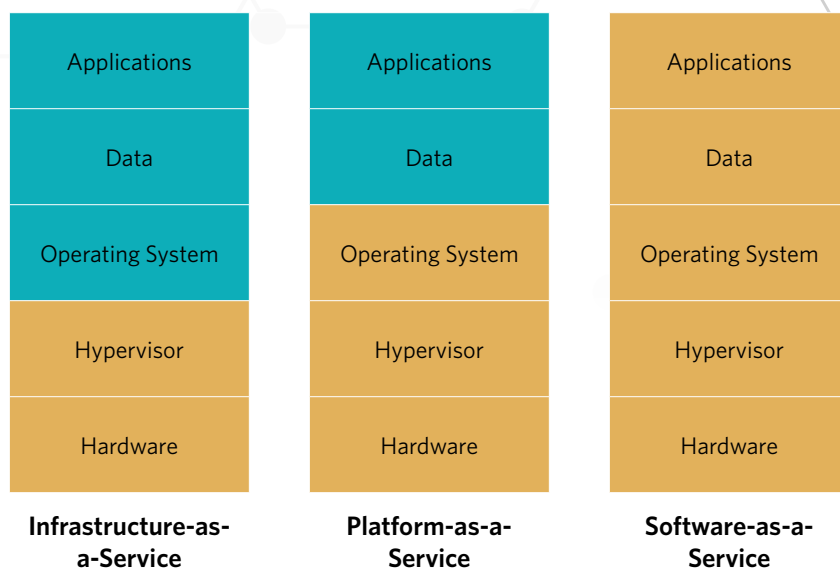 Applications
Data
Operating System
Hypervisor
Hardware
Infrastructure-as-
a-Service
Applications
Data
Operating System
Hypervisor
Hardware
Platform-as-a-
Service
Applications
Data
Operating System
Hypervisor
Hardware
Software-as-a-
Service